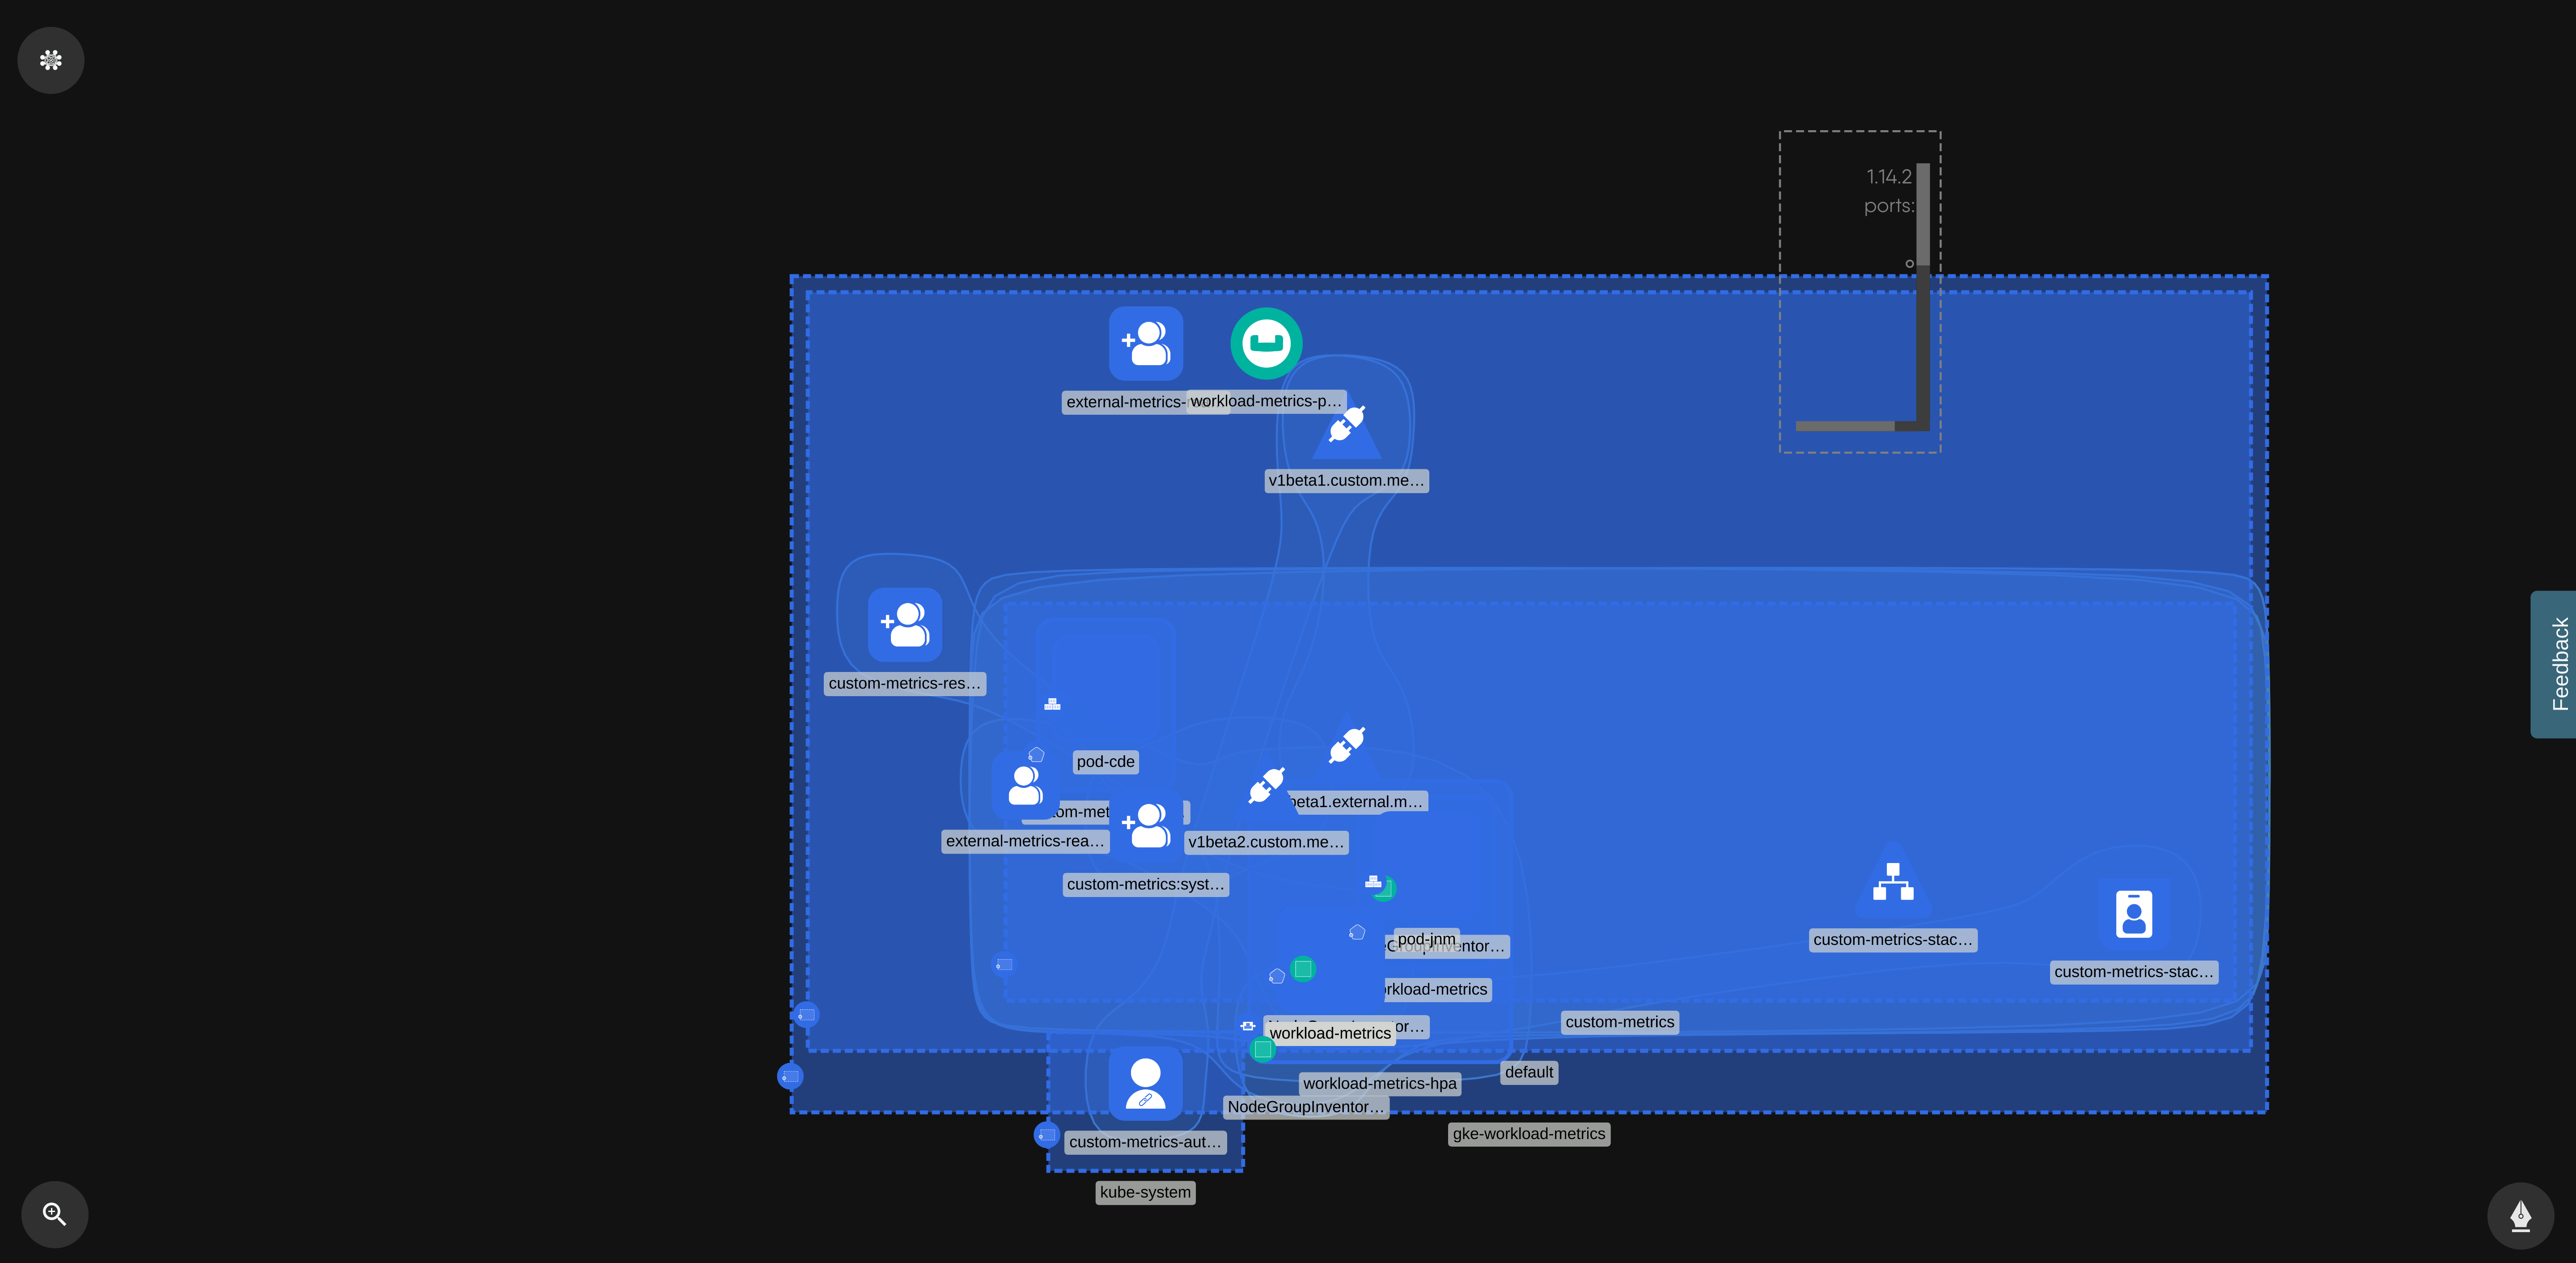 1.14.2
ports:
external-metrics-
workload-metrics-p…
v1beta1.custom.me…
custom-metrics-res…
pod-cde
beta1.external.m…
om-met
external-metrics-rea…
v1beta2.custom.me…
custom-metrics:syst…
pod-jnm
custom-metrics-stac…
custom-metrics-stac…
rkload-metrics
custom-metrics
workload-metrics
default
workload-metrics-hpa
NodeGroupInventor…
gke-workload-metrics
custom-metrics-aut…
kube-system
Feedback